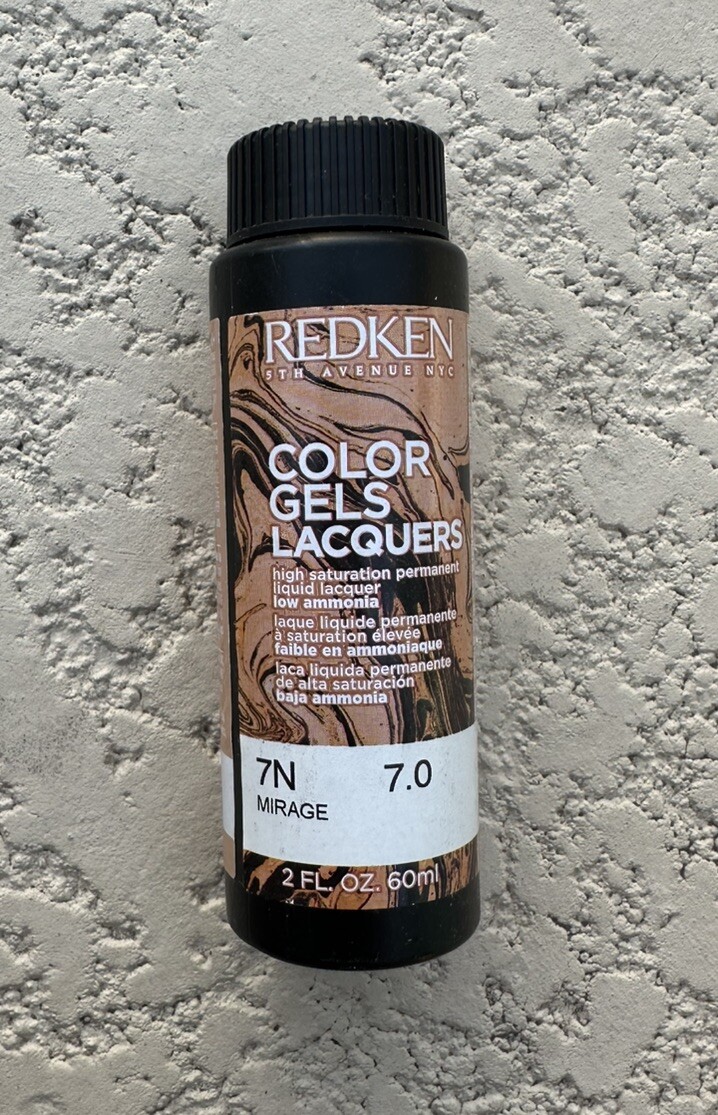 REDKEN
5TH AVENUE NYC
COLOR
GELS
LACQUERS
high saturation permanent
liquid lacquer
low ammonia
laque liquide permanente
à saturation élevée
faible en ammoniaque
laca liquida permanente
de alta saturación
baja ammonia
7N 7.0
MIRAGE
2 FL. OZ. 60ml